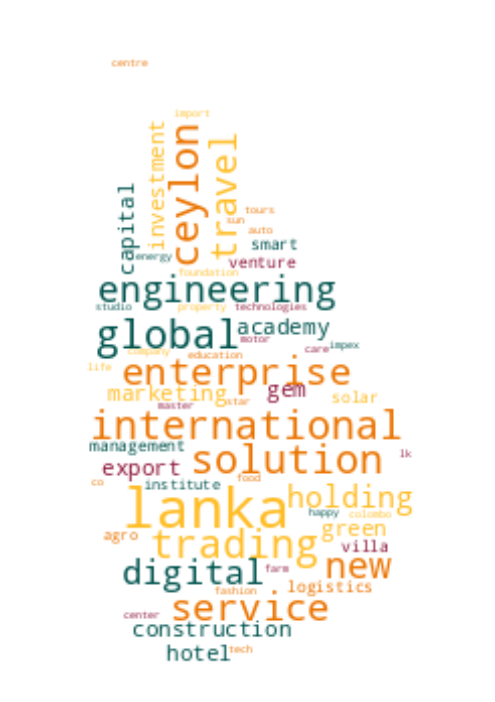 centre
import
investment
ceylon
travel
capital
tours
sun
auto
smart
energy
venture
foundation
engineering
studio
property
technologies
global
academy
motor
care
impex
company
education
life
enterprise
gem
marketing
solar
master
star
international
management
solution
lk
export
co
institute
food
lanka
holding
happy
colombo
green
agro
trading
villa
digital
farm
new
fashion
logistics
service
center
construction
hotel
tech